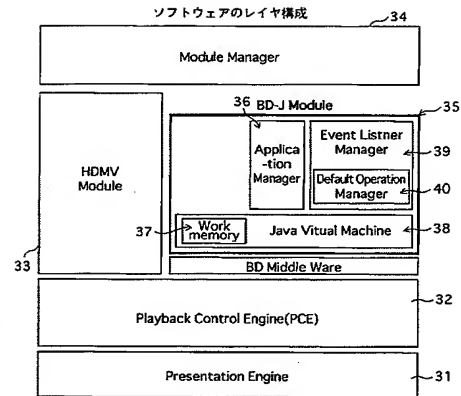 ソフトウェアのレイヤ構成
34
Module Manager
BD-J Module
35
36
HDMV
Module
Applica
-tion
Manager
Event Listner
Manager
39
Default Operation
Manager
40
37
Work
memory
Java Vitual Machine
38
33
BD Middle Ware
32
Playback Control Engine(PCE)
Presentation Engine
31